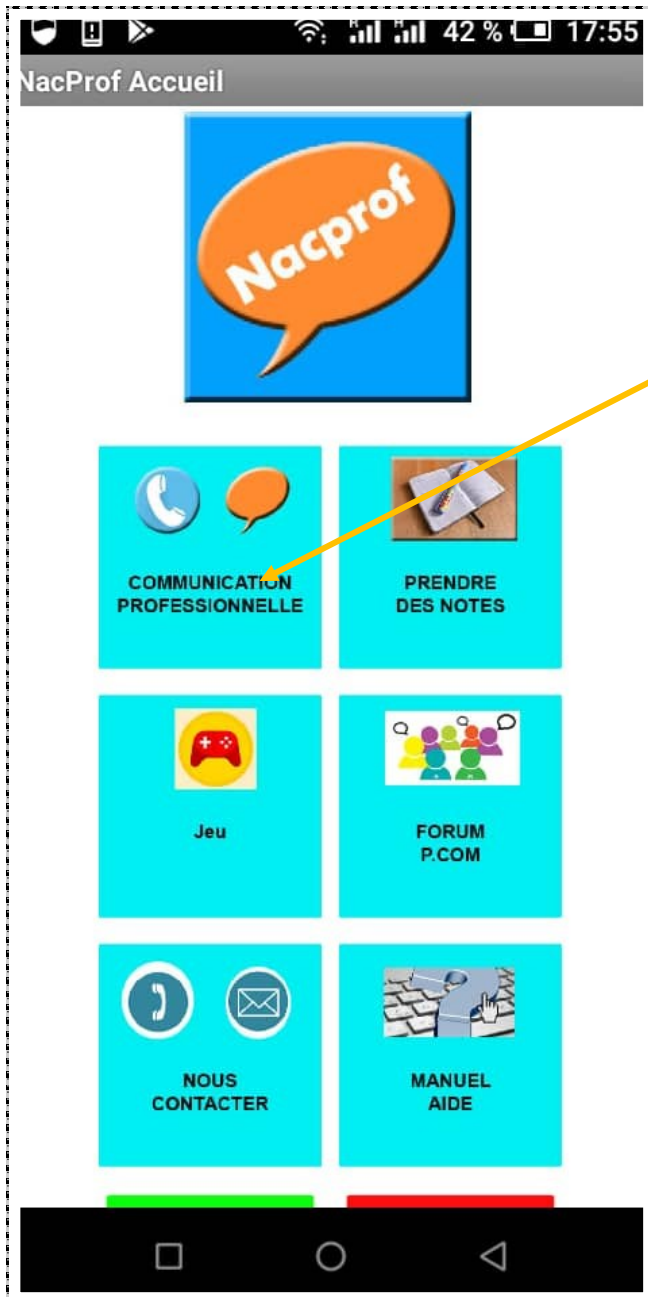 42 % 17:55
NacProf Accueil
Nacprof
COMMUNICATION
PROFESSIONNELLE
PRENDRE
DES NOTES
Jeu
FORUM
P.COM
NOUS
CONTACTER
MANUEL
AIDE